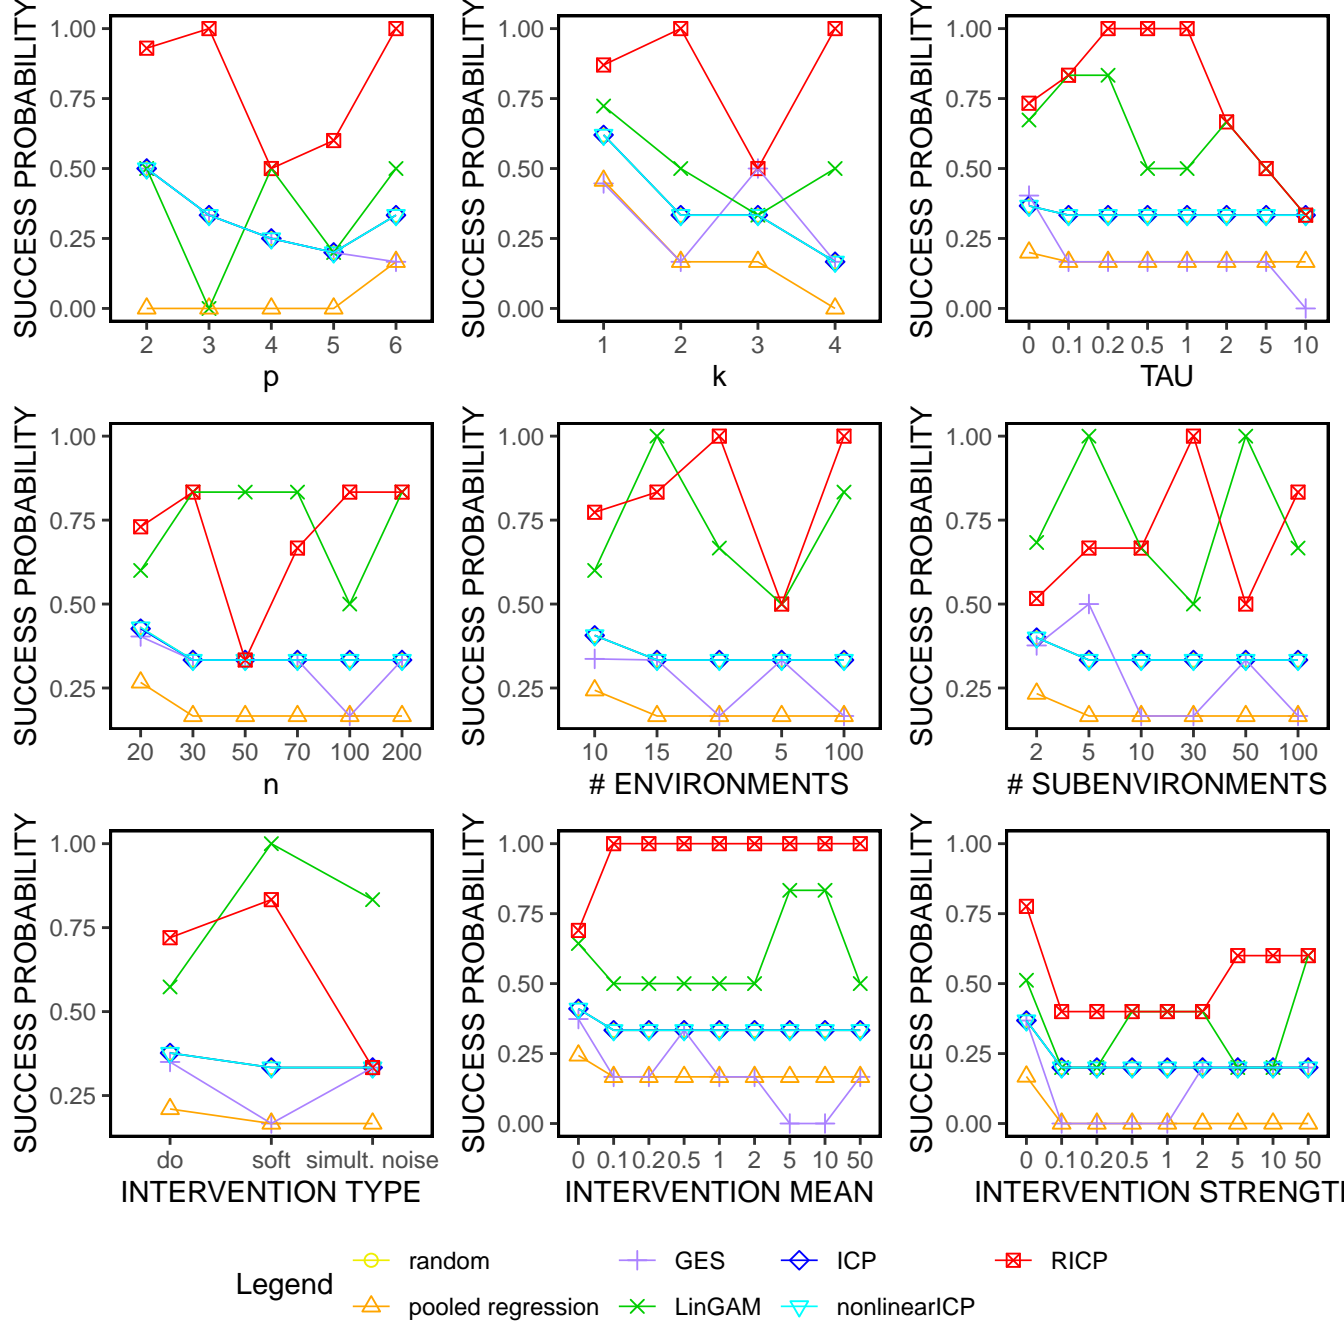 SUCCESS PROBABILITY
1.00
0.75
0.50
0.25
0.00
2 3 4 5 6
p
SUCCESS PROBABILITY
1.00
0.75
0.50
0.25
0.00
1 2 3 4
k
SUCCESS PROBABILITY
1.00
0.75
0.50
0.25
0.00
0 0.1 0.2 0.5 1 2 5 10
TAU
SUCCESS PROBABILITY
1.00
0.75
0.50
0.25
20 30 50 70 100 200
n
SUCCESS PROBABILITY
1.00
0.75
0.50
0.25
10 15 20 5 100
# ENVIRONMENTS
SUCCESS PROBABILITY
1.00
0.75
0.50
0.25
2 5 10 30 50 100
# SUBENVIRONMENTS
SUCCESS PROBABILITY
1.00
0.75
0.50
0.25
do soft simult. noise
INTERVENTION TYPE
SUCCESS PROBABILITY
1.00
0.75
0.50
0.25
0.00
0 0.1 0.2 0.5 1 2 5 10 50
INTERVENTION MEAN
SUCCESS PROBABILITY
1.00
0.75
0.50
0.25
0.00
0 0.1 0.2 0.5 1 2 5 10 50
INTERVENTION STRENGT
Legend
random GES ICP RICP
pooled regression LinGAM nonlinearICP